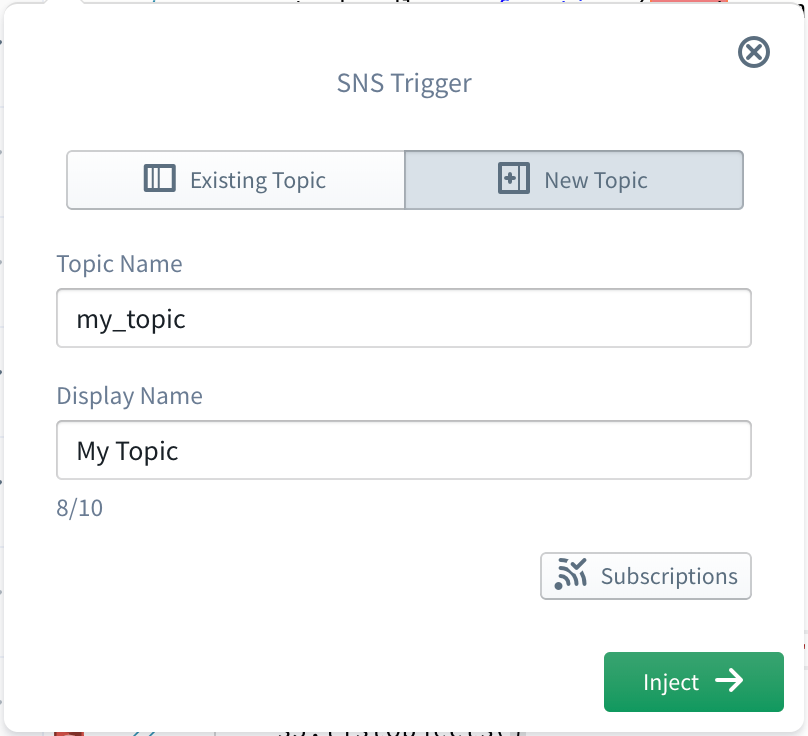 SNS Trigger
Existing Topic
New Topic
Topic Name
my_topic
Display Name
My Topic
8/10
Subscriptions
Inject